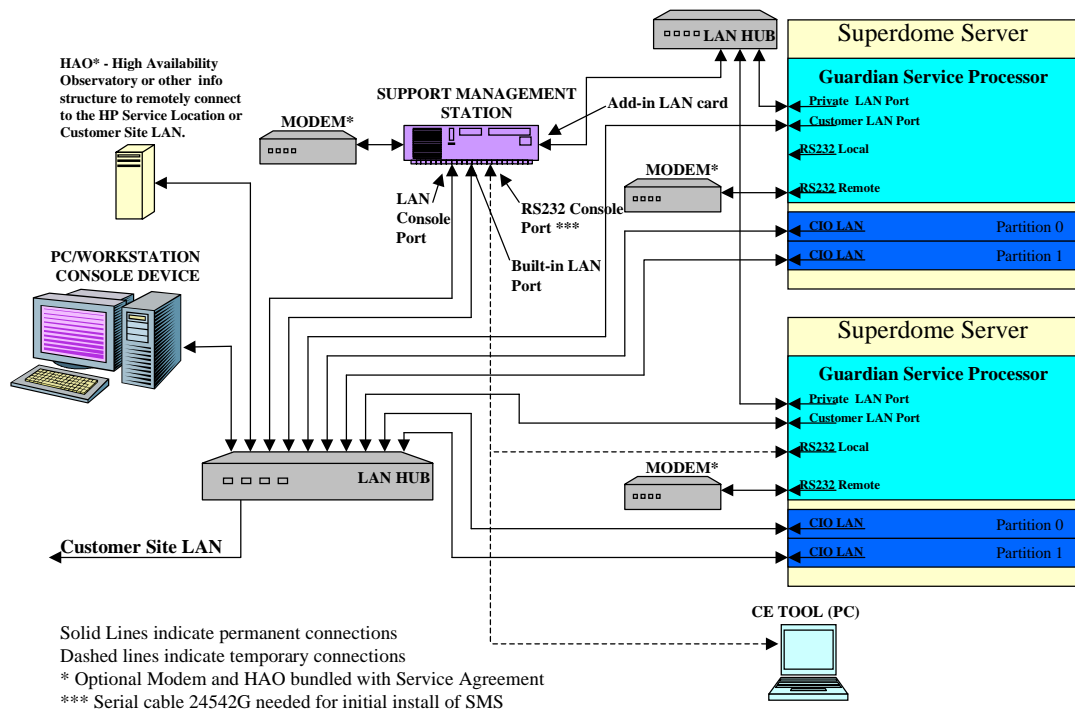 LAN HUB
Superdome Server
HAO* - High Availability
Observatory or other info
structure to remotely connect
to the HP Service Location or
Customer Site LAN.
SUPPORT MANAGEMENT
STATION
Add-in LAN card
MODEM*
Guardian Service Processor
Private LAN Port
Customer LAN Port
RS232 Local
MODEM*
RS232 Remote
LAN
Console
Port
RS232 Console
Port ***
Built-in LAN
Port
CIO LAN
Partition 0
CIO LAN
Partition 1
PC/WORKSTATION
CONSOLE DEVICE
Superdome Server
Guardian Service Processor
Private LAN Port
Customer LAN Port
RS232 Local
MODEM*
RS232 Remote
LAN HUB
CIO LAN
Partition 0
CIO LAN
Partition 1
Customer Site LAN
CE TOOL (PC)
Solid Lines indicate permanent connections
Dashed lines indicate temporary connections
* Optional Modem and HAO bundled with Service Agreement
*** Serial cable 24542G needed for initial install of SMS